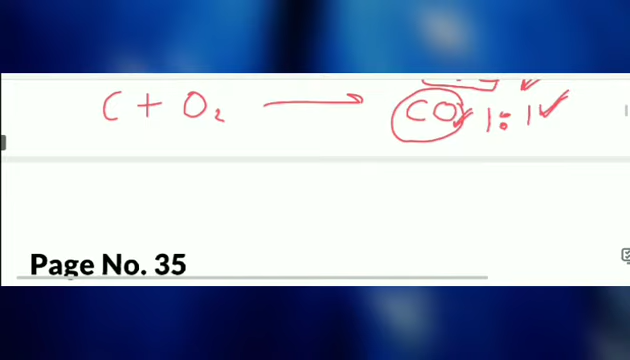 C + O₂ → CO 1:1
Page No. 35